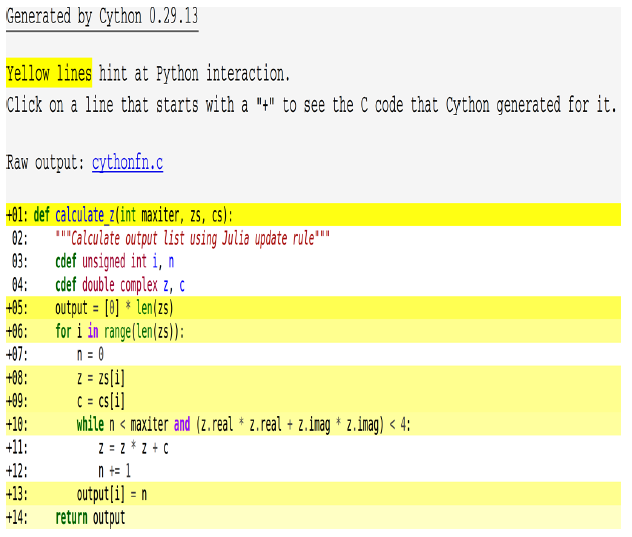 Generated by Cython 0.29.13
Yellow lines hint at Python interaction.
Click on a line that starts with a "+" to see the C code that Cython generated for it.
Raw output: cythonfn.c
+01: def calculate_z(int maxiter, zs, cs):
 02:     """Calculate output list using Julia update rule"""
 03:     cdef unsigned int i, n
 04:     cdef double complex z, c
+05:     output = [0] * len(zs)
+06:     for i in range(len(zs)):
+07:         n = 0
+08:         z = zs[i]
+09:         c = cs[i]
+10:         while n < maxiter and (z.real * z.real + z.imag * z.imag) < 4:
+11:             z = z * z + c
+12:             n += 1
+13:         output[i] = n
+14:     return output